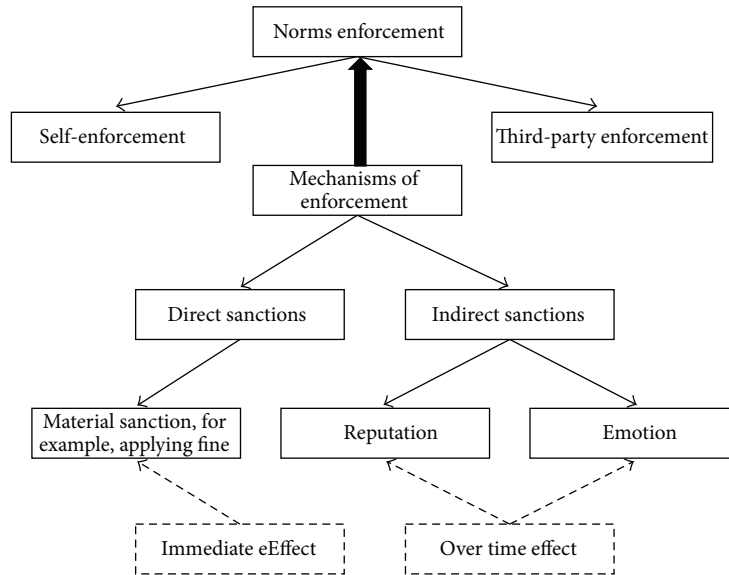 Norms enforcement
Self-enforcement
Third-party enforcement
Mechanisms of
enforcement
Direct sanctions
Indirect sanctions
Material sanction, for
example, applying fine
Reputation
Emotion
Immediate eEffect
Over time effect